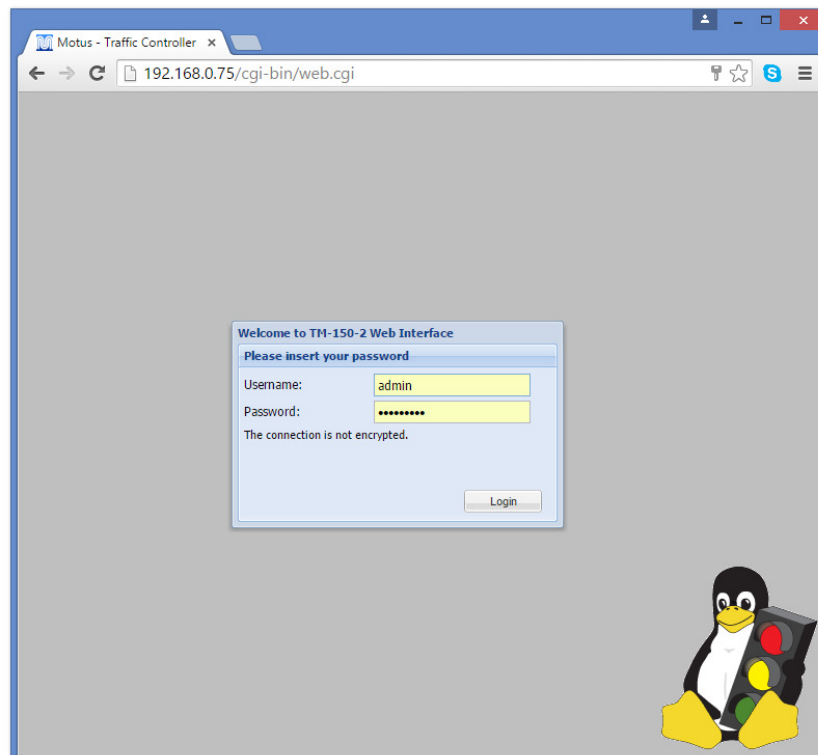 Motus - Traffic Controller
192.168.0.75/cgi-bin/web.cgi
Welcome to TM-150-2 Web Interface
Please insert your password
Username: admin
Password: •••••••••
The connection is not encrypted.
Login